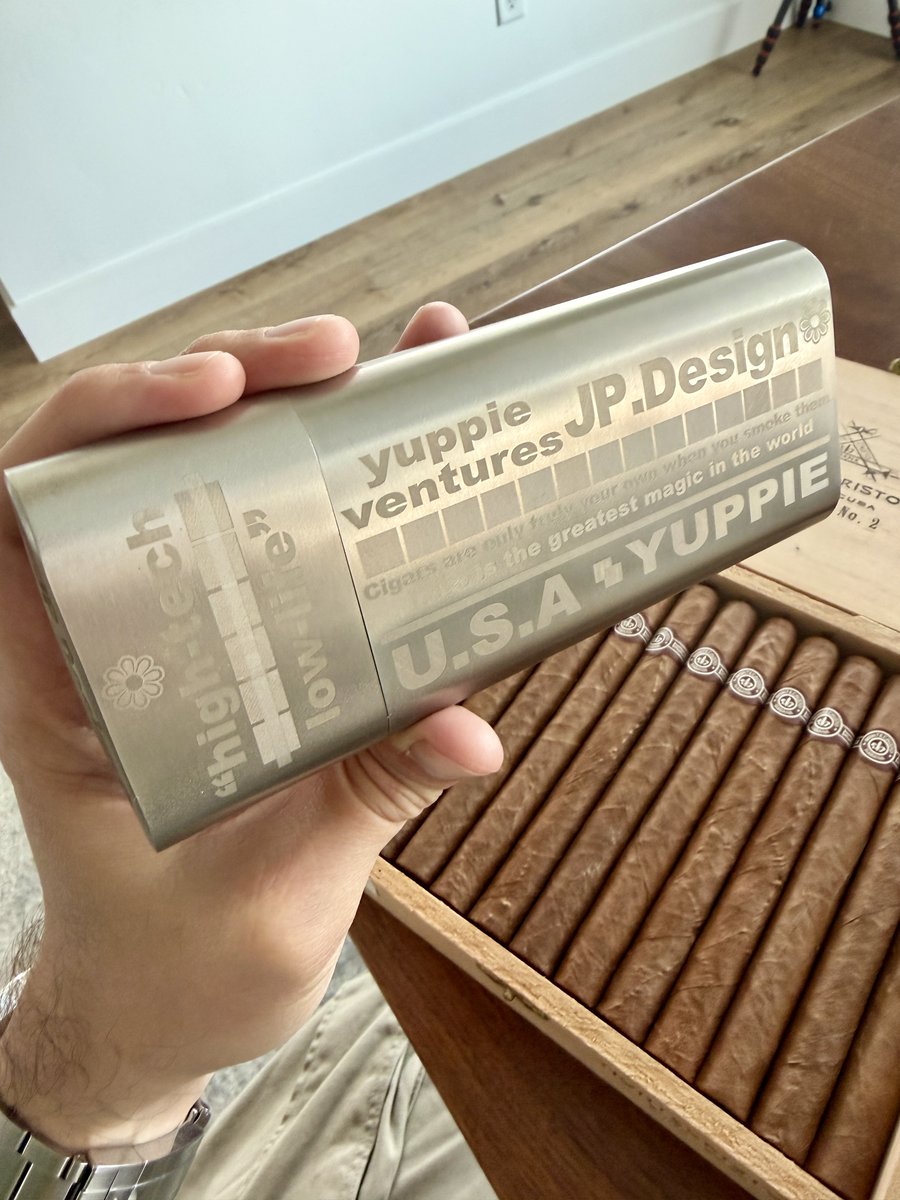 yuppie
ventures
JP.Design
Cigars are only truly your own when you smoke them
is the greatest magic in the world
U.S.A YUPPIE
“high-tech
low-life”
No. 2